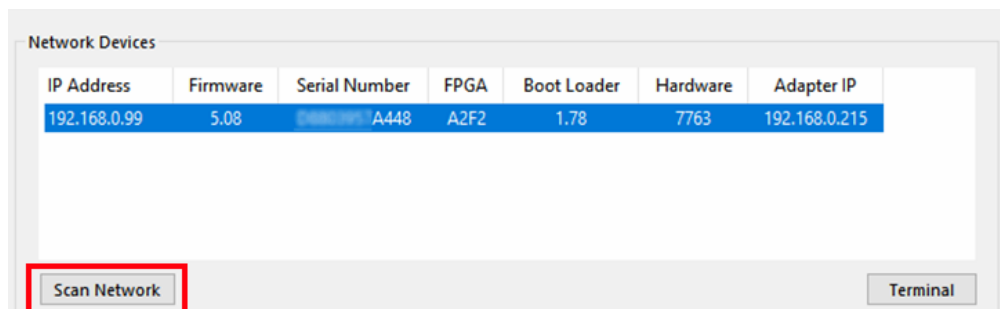 Network Devices
IP Address Firmware Serial Number FPGA Boot Loader Hardware Adapter IP
192.168.0.99 5.08 A448 A2F2 1.78 7763 192.168.0.215
Scan Network Terminal